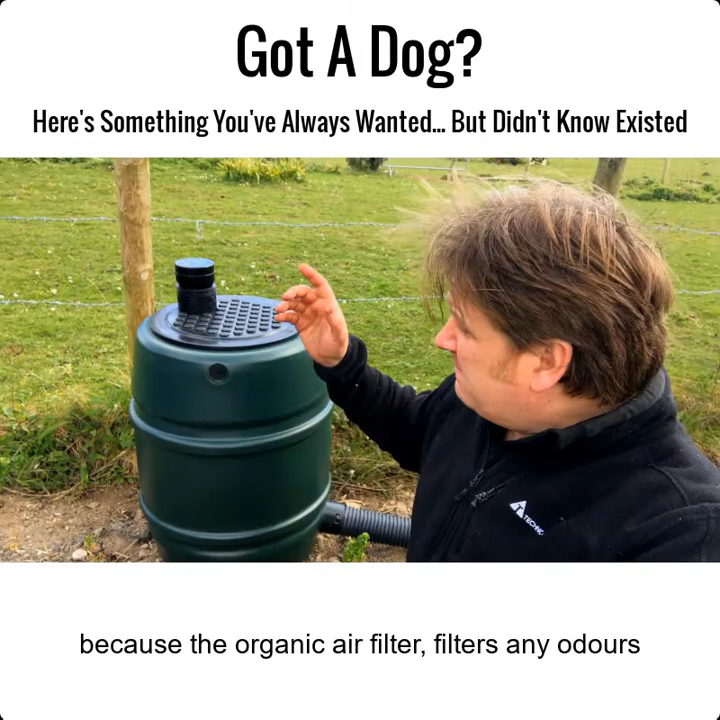 Got A Dog?
Here's Something You've Always Wanted... But Didn't Know Existed
TECHNIC
because the organic air filter, filters any odours